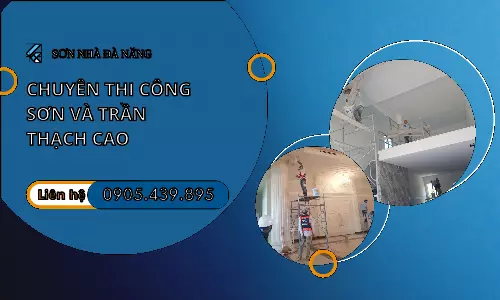 SƠN NHÀ ĐÀ NẴNG
CHUYÊN THI CÔNG
SƠN VÀ TRẦN
THẠCH CAO
Liên hệ 0905.439.895